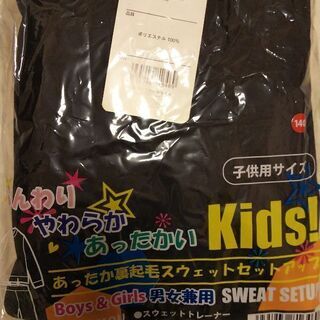 品質
ポリエステル 100%
140
子供用サイズ
んわり
やわらか
あったかい
Kids!
あったか裏起毛スウェットセットアップ
Boys & Girls 男女兼用 SWEAT SETU
●スウェットトレーナー